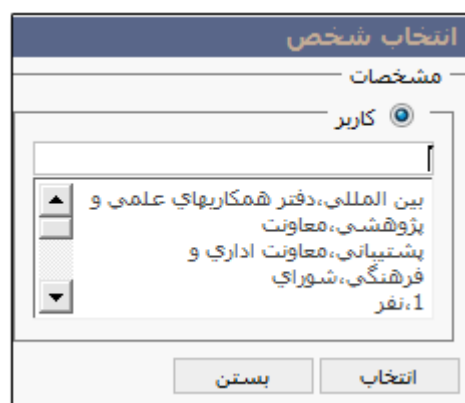 انتخاب شخص
مشخصات
کاربر
بين المللي،دفتر همکاريهاي علمي و
پژوهشي،معاونت
پشتيباني،معاونت اداري و
فرهنگي،شوراي
1،نفر
انتخاب
بستن